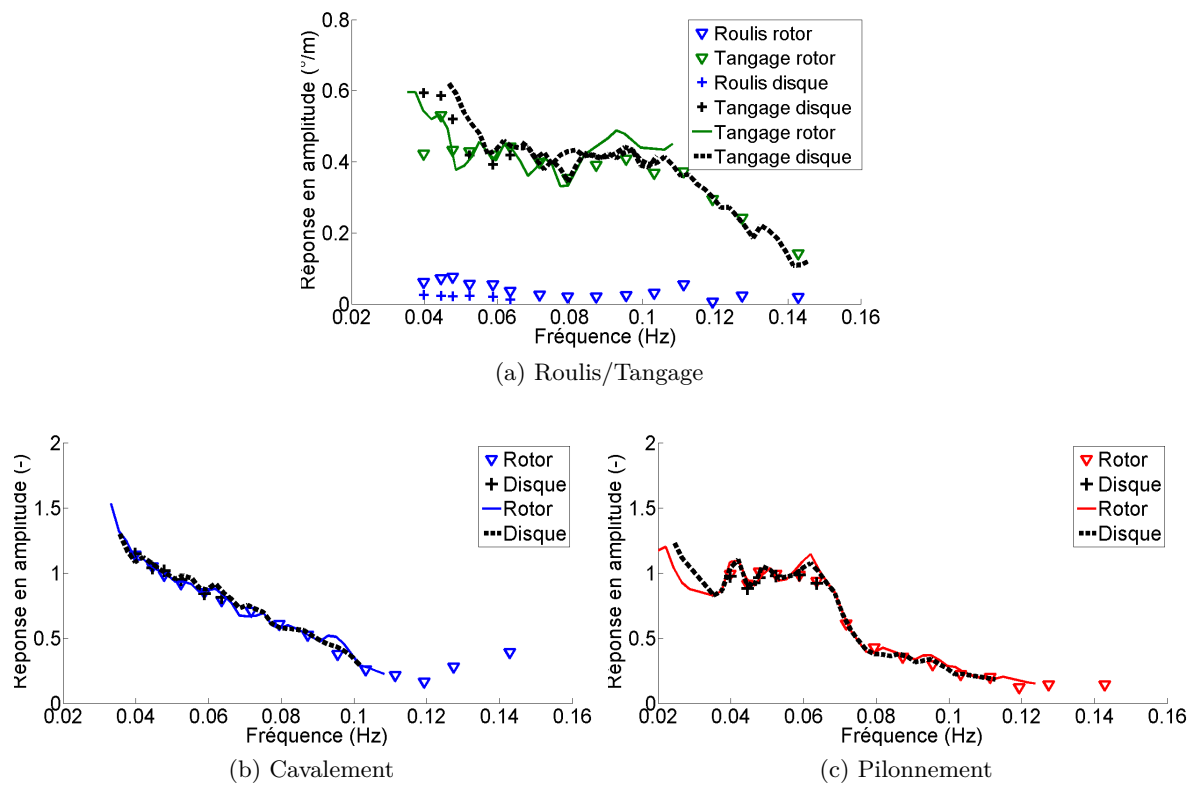 0.8
Réponse en amplitude (°/m)
0.6
0.4
0.2
0
Roulis rotor
Tangage rotor
Roulis disque
Tangage disque
Tangage rotor
Tangage disque
0.02 0.04 0.06 0.08 0.1 0.12 0.14 0.16
Fréquence (Hz)
(a) Roulis/Tangage
2
Réponse en amplitude (-)
1.5
1
0.5
0
Rotor
Disque
Rotor
Disque
0.02 0.04 0.06 0.08 0.1 0.12 0.14 0.16
Fréquence (Hz)
(b) Cavalement
2
Réponse en amplitude (-)
1.5
1
0.5
0
Rotor
Disque
Rotor
Disque
0.02 0.04 0.06 0.08 0.1 0.12 0.14 0.16
Fréquence (Hz)
(c) Pilonnement